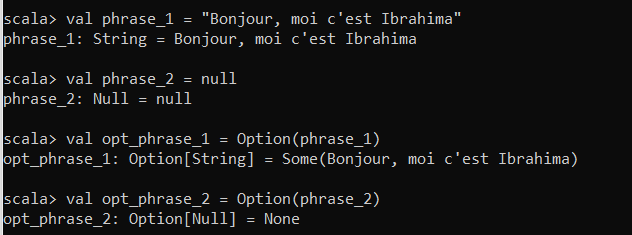 scala> val phrase_1 = "Bonjour, moi c'est Ibrahima"
phrase_1: String = Bonjour, moi c'est Ibrahima
scala> val phrase_2 = null
phrase_2: Null = null
scala> val opt_phrase_1 = Option(phrase_1)
opt_phrase_1: Option[String] = Some(Bonjour, moi c'est Ibrahima)
scala> val opt_phrase_2 = Option(phrase_2)
opt_phrase_2: Option[Null] = None